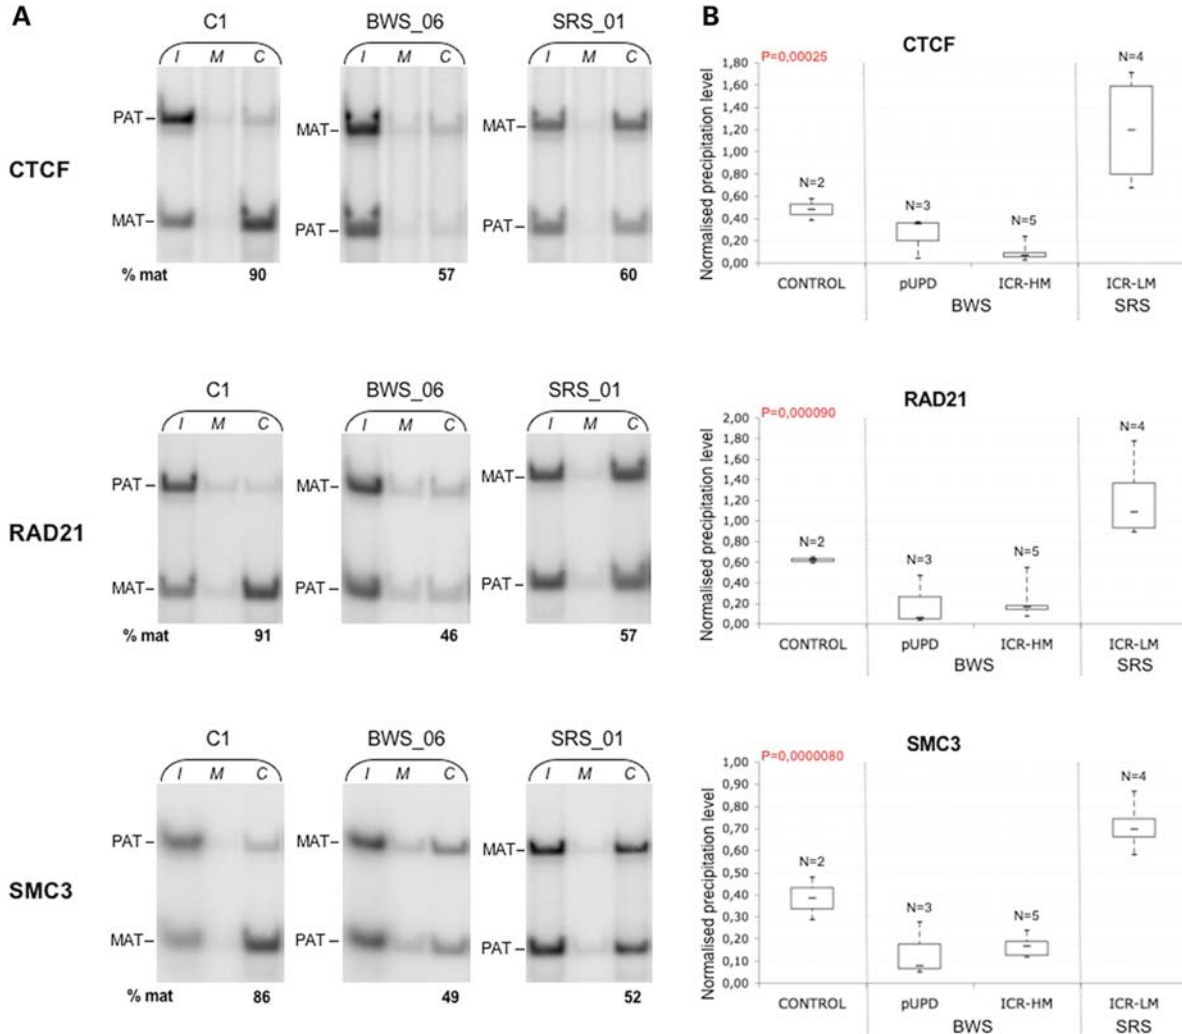 A
C1 BWS_06 SRS_01
I M C I M C I M C
PAT– MAT– MAT–
CTCF
MAT– PAT– PAT–
% mat 90 57 60
C1 BWS_06 SRS_01
I M C I M C I M C
PAT– MAT– MAT–
RAD21
MAT– PAT– PAT–
% mat 91 46 57
C1 BWS_06 SRS_01
I M C I M C I M C
PAT– MAT– MAT–
SMC3
MAT– PAT– PAT–
% mat 86 49 52
B
CTCF
P=0,00025
Normalised precipitation level
1,80
1,60
1,40
1,20
1,00
0,80
0,60
0,40
0,20
0,00
N=2 N=3 N=5 N=4
CONTROL pUPD ICR-HM ICR-LM
BWS SRS
RAD21
P=0,000090
Normalised precipitation level
2,00
1,80
1,60
1,40
1,20
1,00
0,80
0,60
0,40
0,20
0,00
N=2 N=3 N=5 N=4
CONTROL pUPD ICR-HM ICR-LM
BWS SRS
SMC3
P=0,0000080
Normalised precipitation level
1,00
0,90
0,80
0,70
0,60
0,50
0,40
0,30
0,20
0,10
0,00
N=2 N=3 N=5 N=4
CONTROL pUPD ICR-HM ICR-LM
BWS SRS